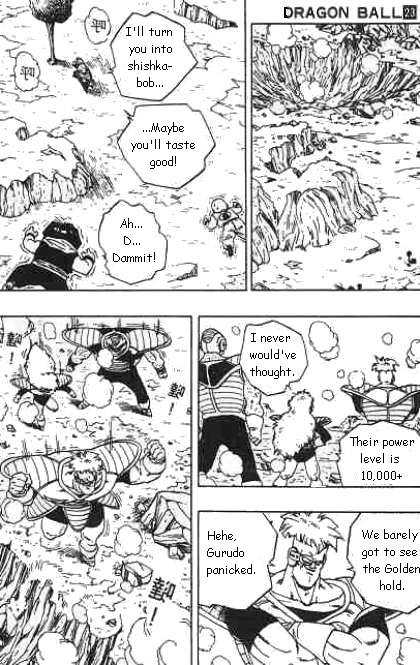 DRAGON BALL 23
I'll turn
you into
shishka-
bob...
...Maybe
you'll taste
good!
Ah...
D...
Dammit!
I never
would've
thought.
Their power
level is
10,000+
We barely
got to see
the Golden
hold.
Hehe,
Gurudo
panicked.